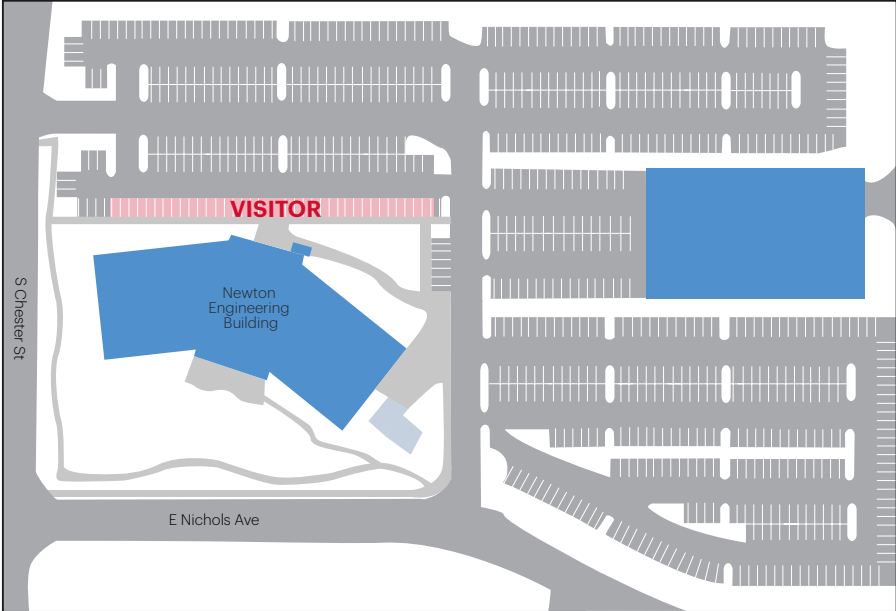 VISITOR
Newton
Engineering
Building
S Chester St
E Nichols Ave